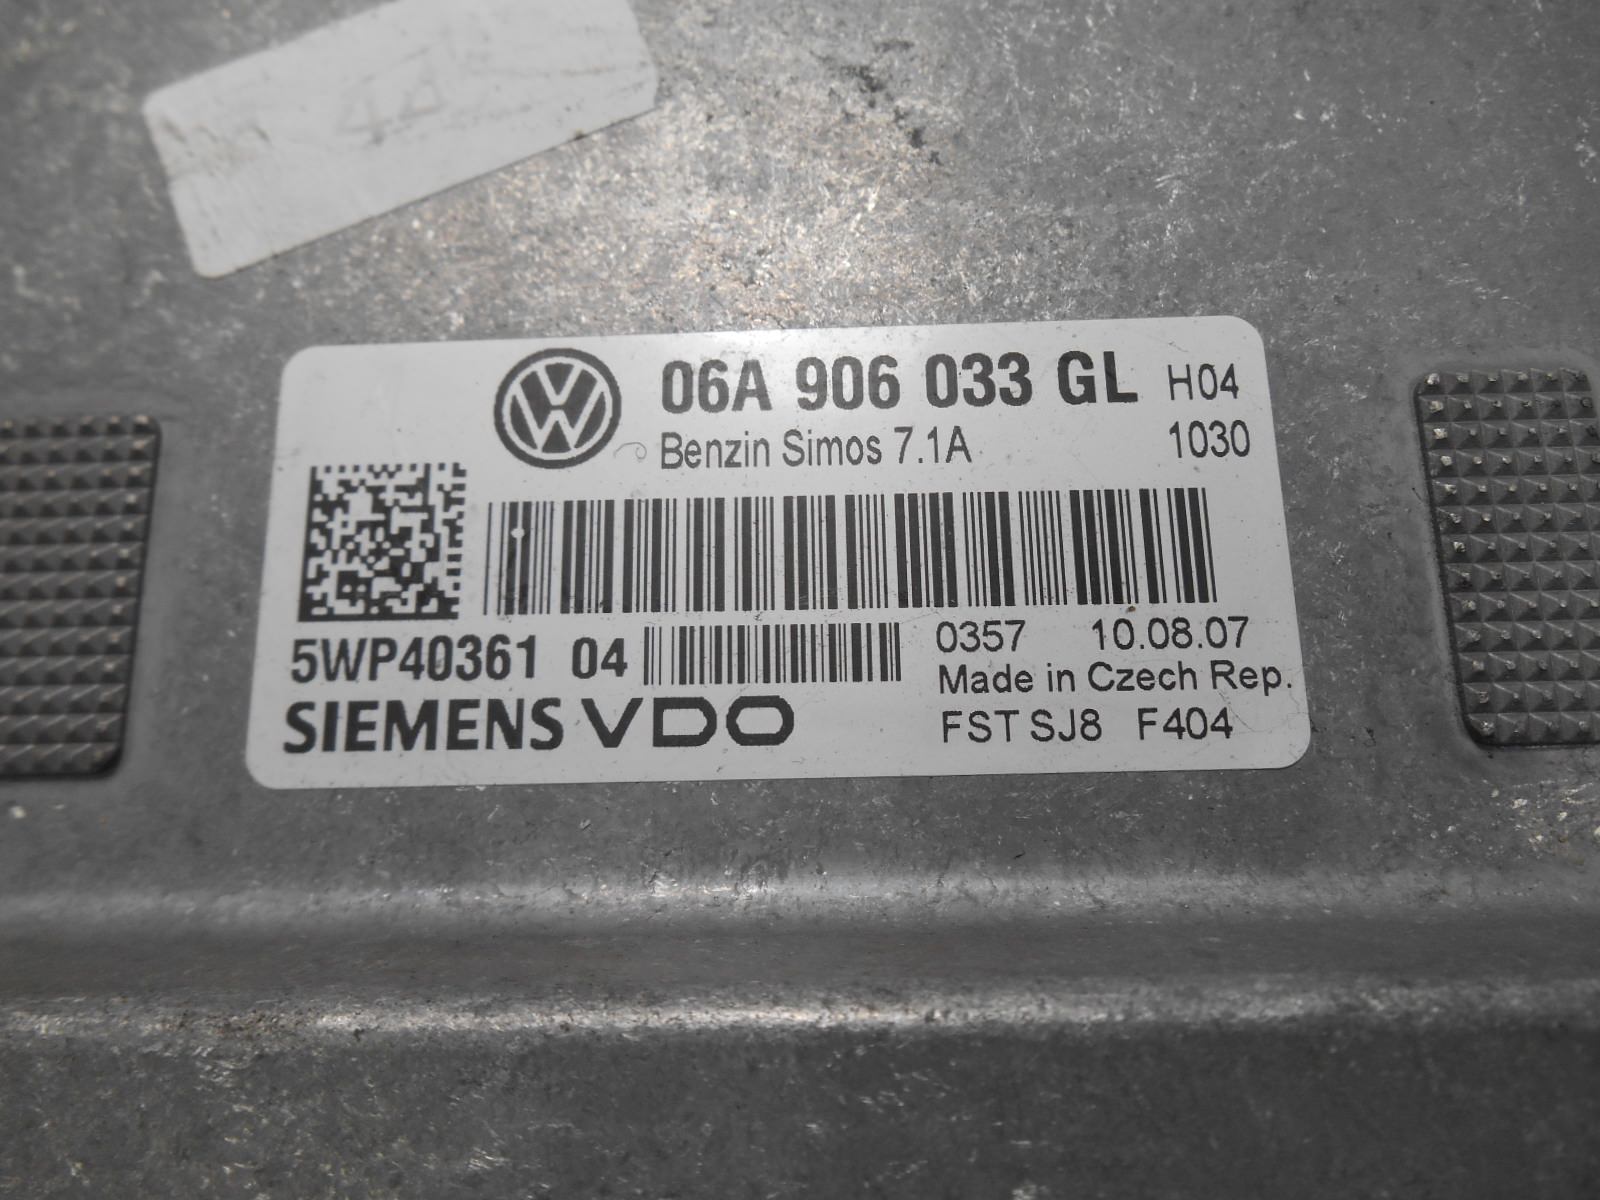 06A 906 033 GL H04
Benzin Simos 7.1A 1030
5WP40361 04
0357 10.08.07
Made in Czech Rep.
SIEMENS VDO
FST SJ8 F404